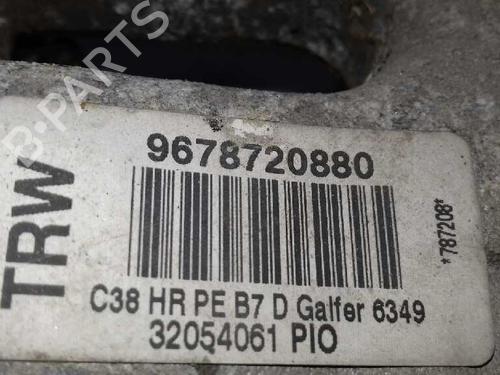 9678720880
TRW
*787208*
C38 HR PE B7 D Galfer 6349
32054061 PIO
B-PARTS